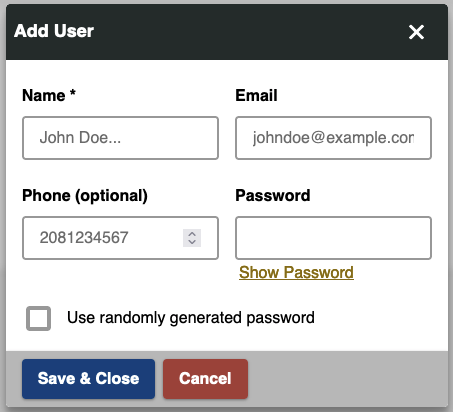 Add User
Name *
Email
John Doe...
johndoe@example.con
Phone (optional)
Password
2081234567
Show Password
Use randomly generated password
Save & Close
Cancel